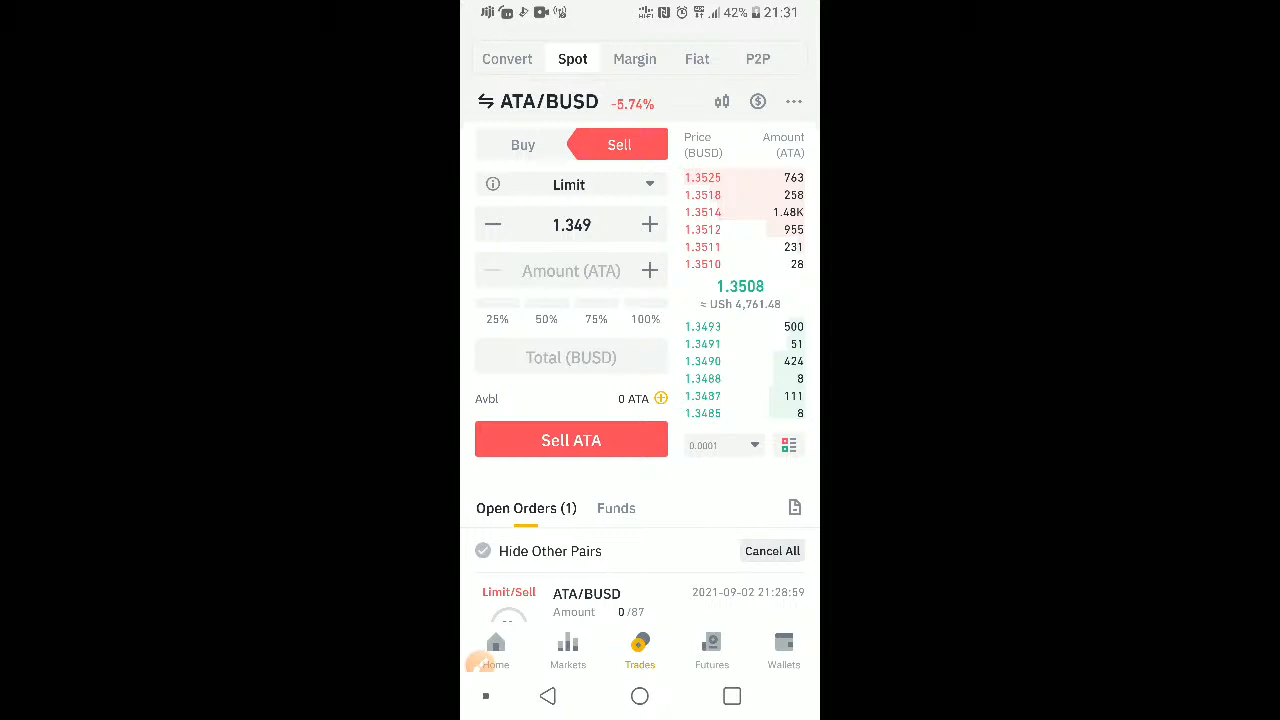 Jiji 42% 21:31
Convert Spot Margin Fiat P2P
ATA/BUSD -5.74%
Buy Sell
Limit
1.349
Amount (ATA)
25% 50% 75% 100%
Total (BUSD)
Avbl 0 ATA
Sell ATA
Price Amount
(BUSD) (ATA)
1.3525 763
1.3518 258
1.3514 1.48K
1.3512 955
1.3511 231
1.3510 28
1.3508
≈ USh 4,761.48
1.3493 500
1.3491 51
1.3490 424
1.3488 8
1.3487 111
1.3485 8
0.0001
Open Orders (1) Funds
Hide Other Pairs Cancel All
Limit/Sell ATA/BUSD 2021-09-02 21:28:59
Amount 0 /87
Home Markets Trades Futures Wallets